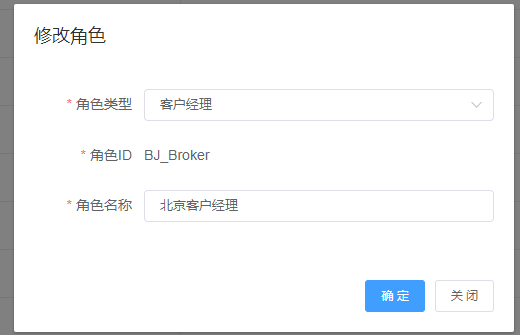 修改角色
* 角色类型 客户经理
* 角色ID BJ_Broker
* 角色名称 北京客户经理
确 定 关 闭